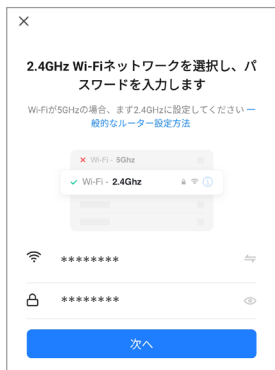 2.4GHz Wi-Fiネットワークを選択し、パ
スワードを入力します
Wi-Fiが5GHzの場合、まず2.4GHzに設定してください 一
般的なルーター設定方法
Wi-Fi - 5Ghz
Wi-Fi - 2.4Ghz
********
********
次へ